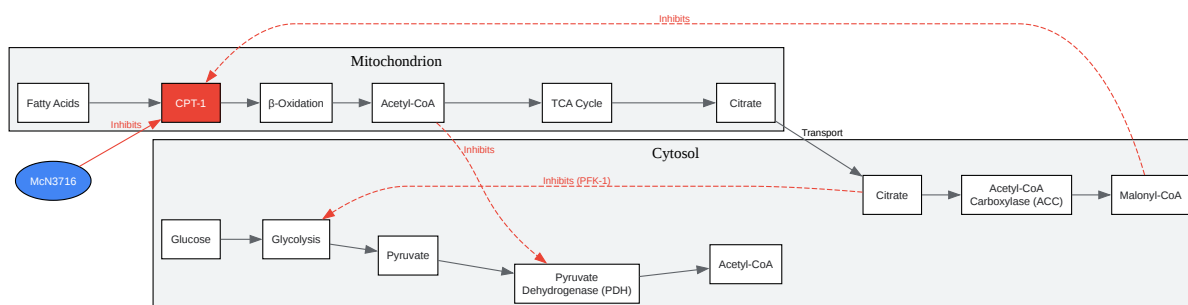 Inhibits
Mitochondrion
Fatty Acids
CPT-1
β-Oxidation
Acetyl-CoA
TCA Cycle
Citrate
Inhibits
Transport
McN3716
Inhibits
Cytosol
Inhibits (PFK-1)
Citrate
Acetyl-CoA
Carboxylase (ACC)
Malonyl-CoA
Glucose
Glycolysis
Pyruvate
Pyruvate
Dehydrogenase (PDH)
Acetyl-CoA